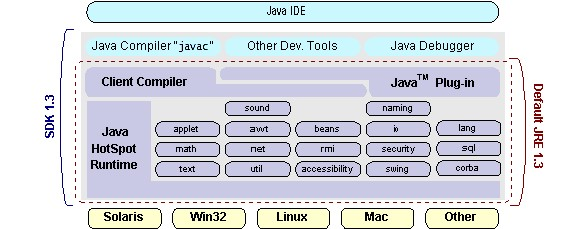 Java IDE
Java Compiler "javac"
Other Dev. Tools
Java Debugger
Client Compiler
Java™ Plug-in
SDK 1.3
Default JRE 1.3
Java
HotSpot
Runtime
sound
naming
applet
awt
beans
io
lang
math
net
rmi
security
sql
text
util
accessibility
swing
corba
Solaris
Win32
Linux
Mac
Other